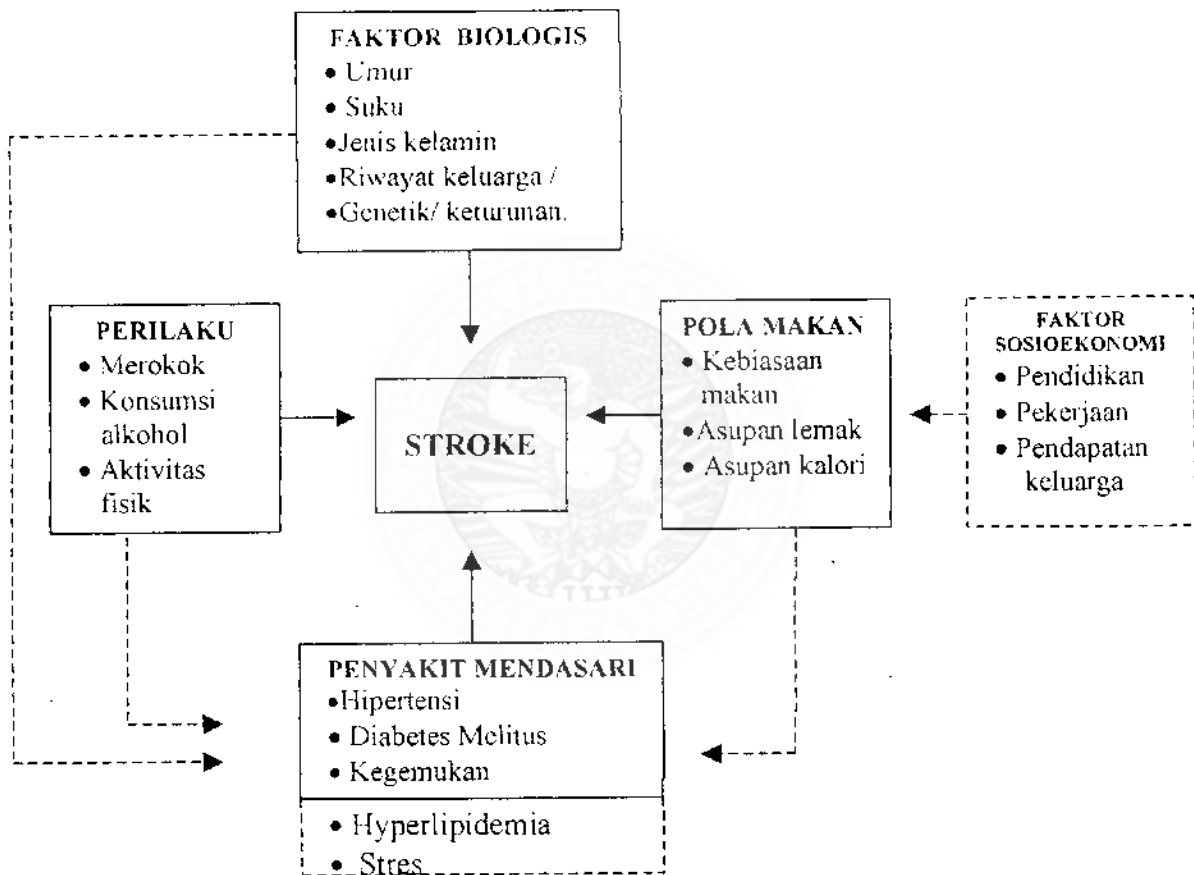 FAKTOR BIOLOGIS
• Umur
• Suku
•Jenis kelamin
•Riwayat keluarga /
•Genetik/ keturunan.
PERILAKU
• Merokok
• Konsumsi
alkohol
• Aktivitas
fisik
STROKE
POLA MAKAN
• Kebiasaan
makan
•Asupan lemak
• Asupan kalori
FAKTOR
SOSIOEKONOMI
• Pendidikan
• Pekerjaan
• Pendapatan
keluarga
PENYAKIT MENDASARI
•Hipertensi
• Diabetes Melitus
• Kegemukan
• Hyperlipidemia
• Stres